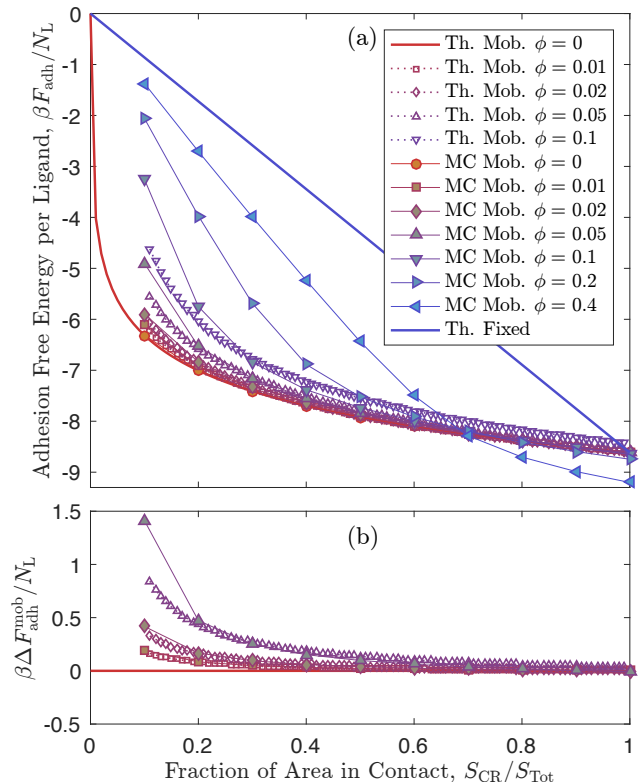 (a)
Adhesion Free Energy per Ligand, βF_adh/N_L
0
-1
-2
-3
-4
-5
-6
-7
-8
-9
Th. Mob. ϕ = 0
Th. Mob. ϕ = 0.01
Th. Mob. ϕ = 0.02
Th. Mob. ϕ = 0.05
Th. Mob. ϕ = 0.1
MC Mob. ϕ = 0
MC Mob. ϕ = 0.01
MC Mob. ϕ = 0.02
MC Mob. ϕ = 0.05
MC Mob. ϕ = 0.1
MC Mob. ϕ = 0.2
MC Mob. ϕ = 0.4
Th. Fixed
(b)
βΔF_adh^mob/N_L
1.5
1
0.5
0
-0.5
0 0.2 0.4 0.6 0.8 1
Fraction of Area in Contact, S_CR/S_Tot